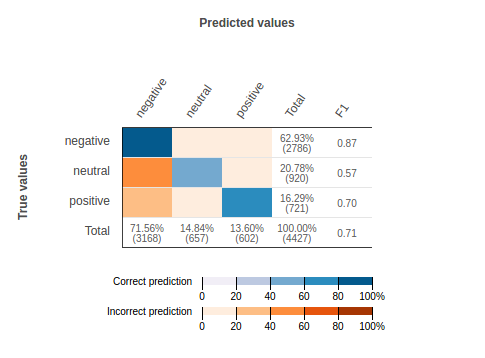 Predicted values
negative neutral positive Total F1
True values
negative 62.93% (2786) 0.87
neutral 20.78% (920) 0.57
positive 16.29% (721) 0.70
Total 71.56% (3168) 14.84% (657) 13.60% (602) 100.00% (4427) 0.71
Correct prediction
0 20 40 60 80 100%
Incorrect prediction
0 20 40 60 80 100%